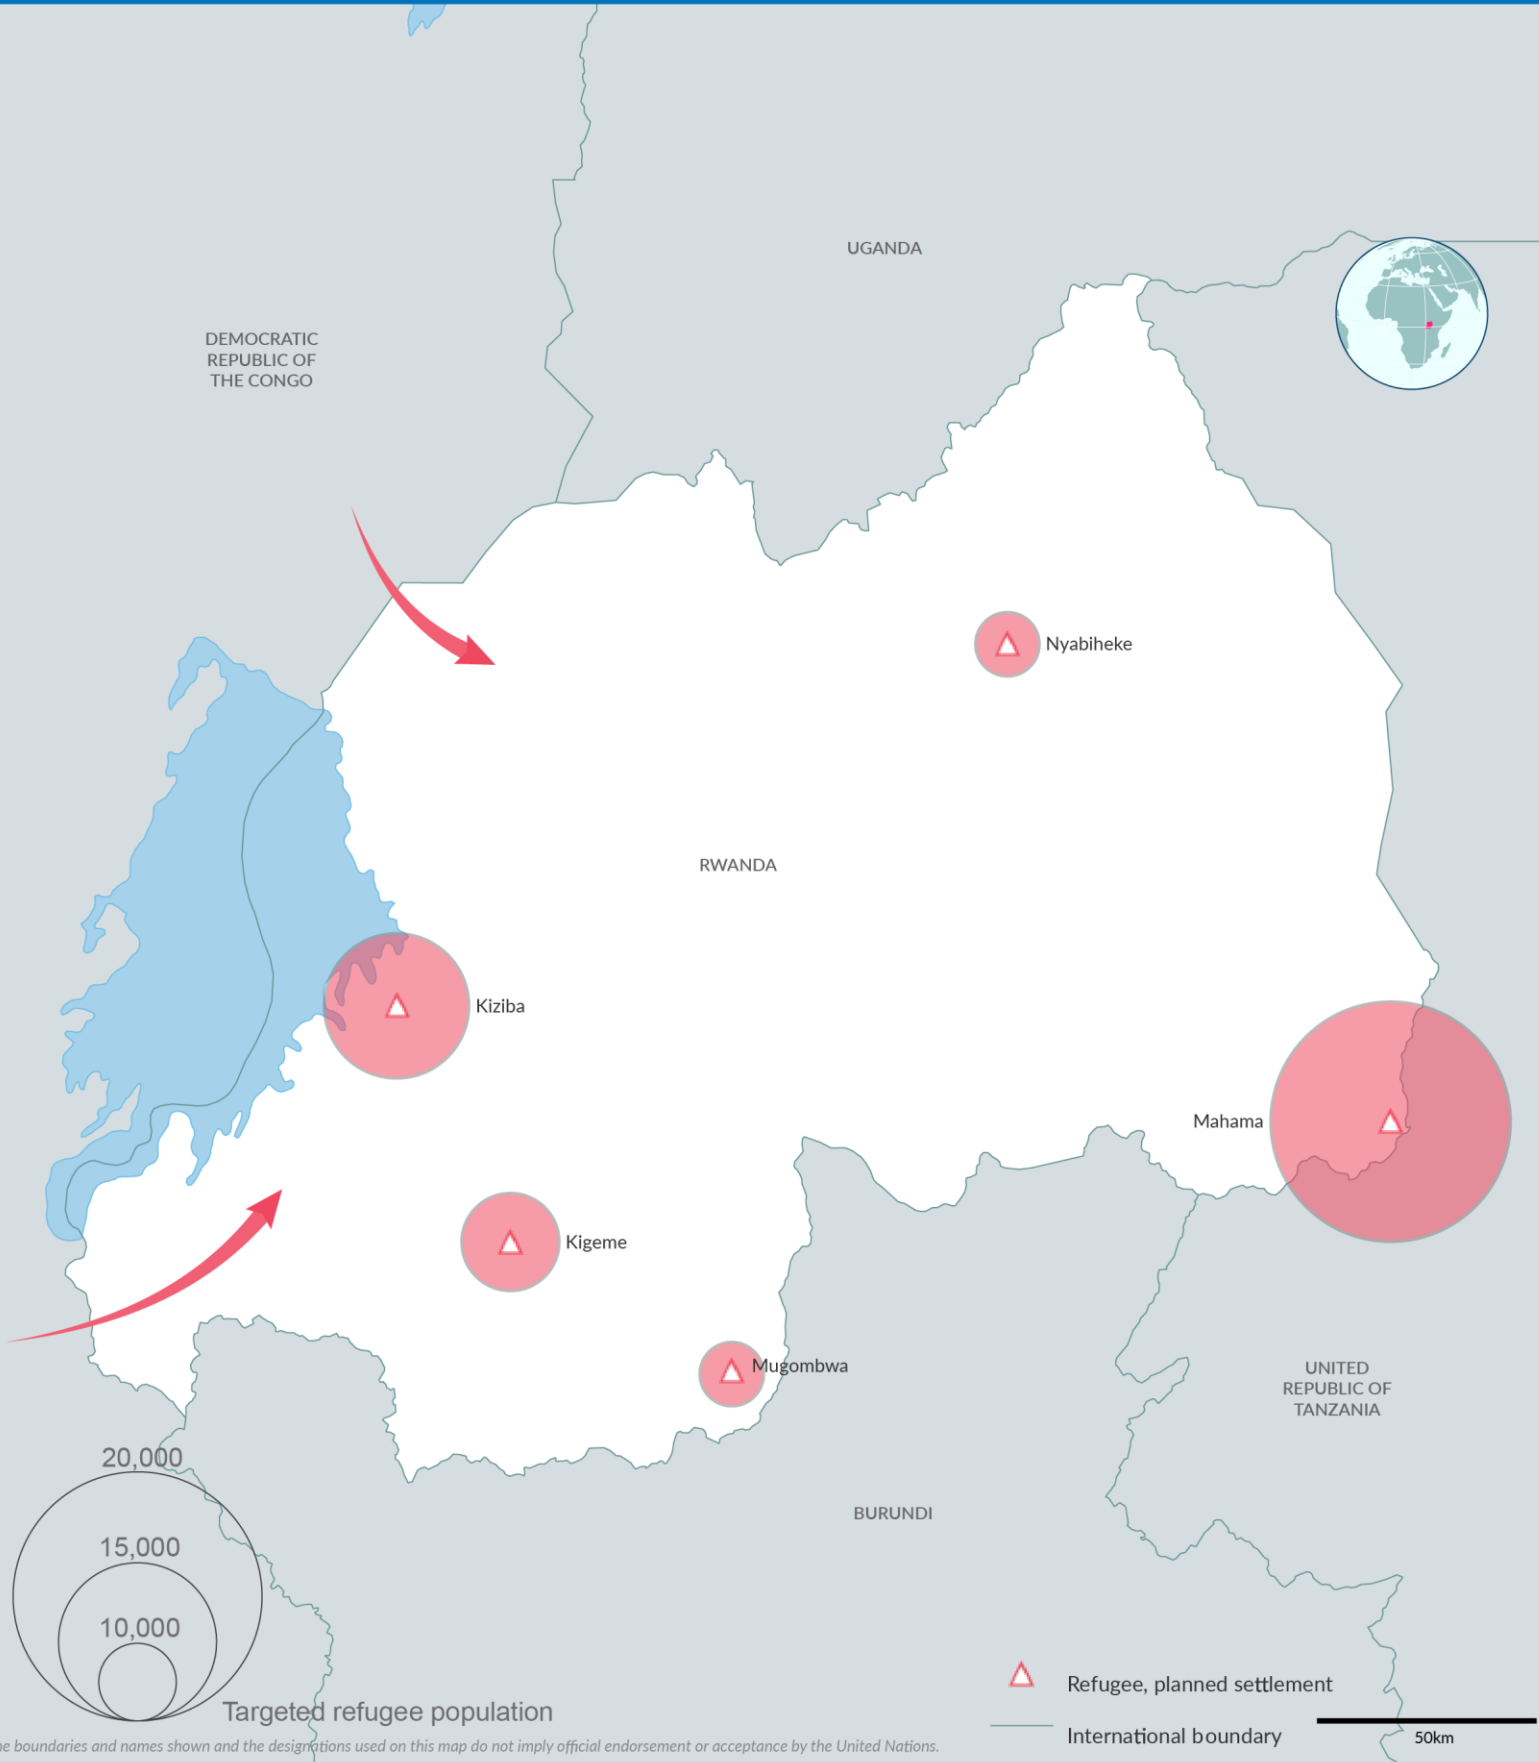 UGANDA
DEMOCRATIC
REPUBLIC OF
THE CONGO
Nyabiheke
RWANDA
Kiziba
Mahama
Kigeme
Mugombwa
UNITED
REPUBLIC OF
TANZANIA
BURUNDI
20,000
15,000
10,000
Targeted refugee population
Refugee, planned settlement
International boundary
50km
boundaries and names shown and the designations used on this map do not imply official endorsement or acceptance by the United Nations.